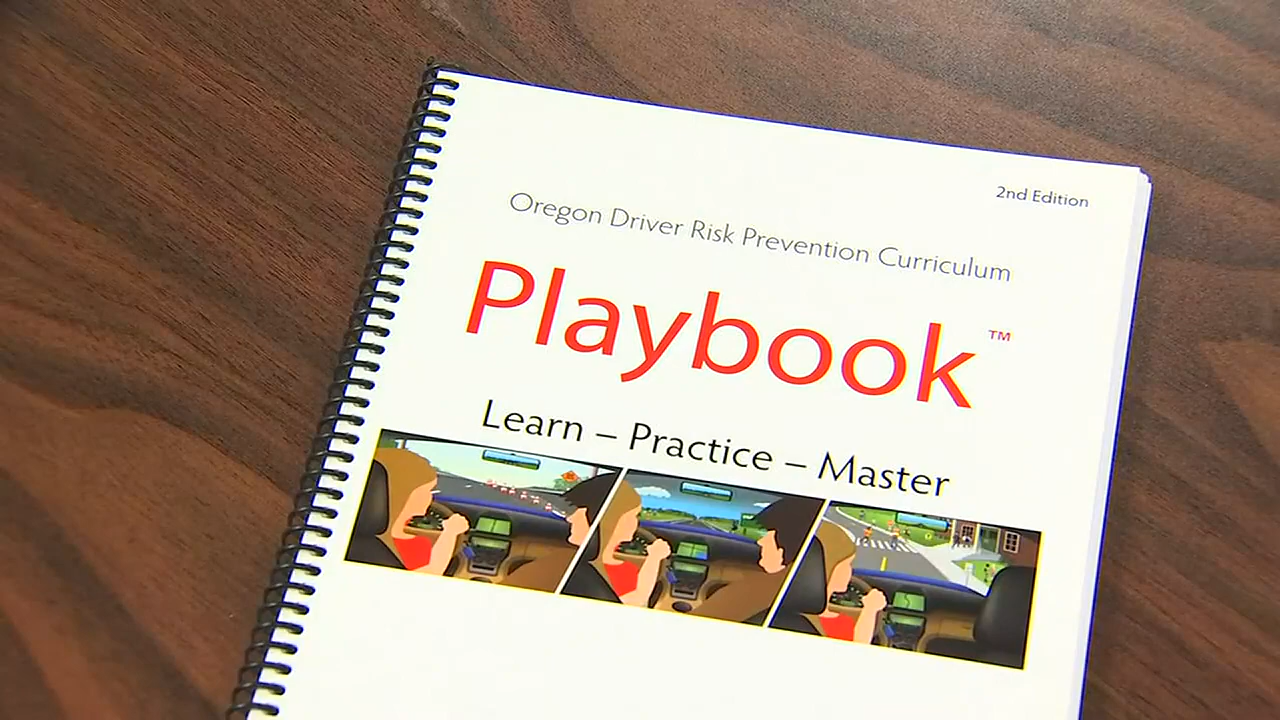 2nd Edition
Oregon Driver Risk Prevention Curriculum
Playbook™
Learn – Practice – Master